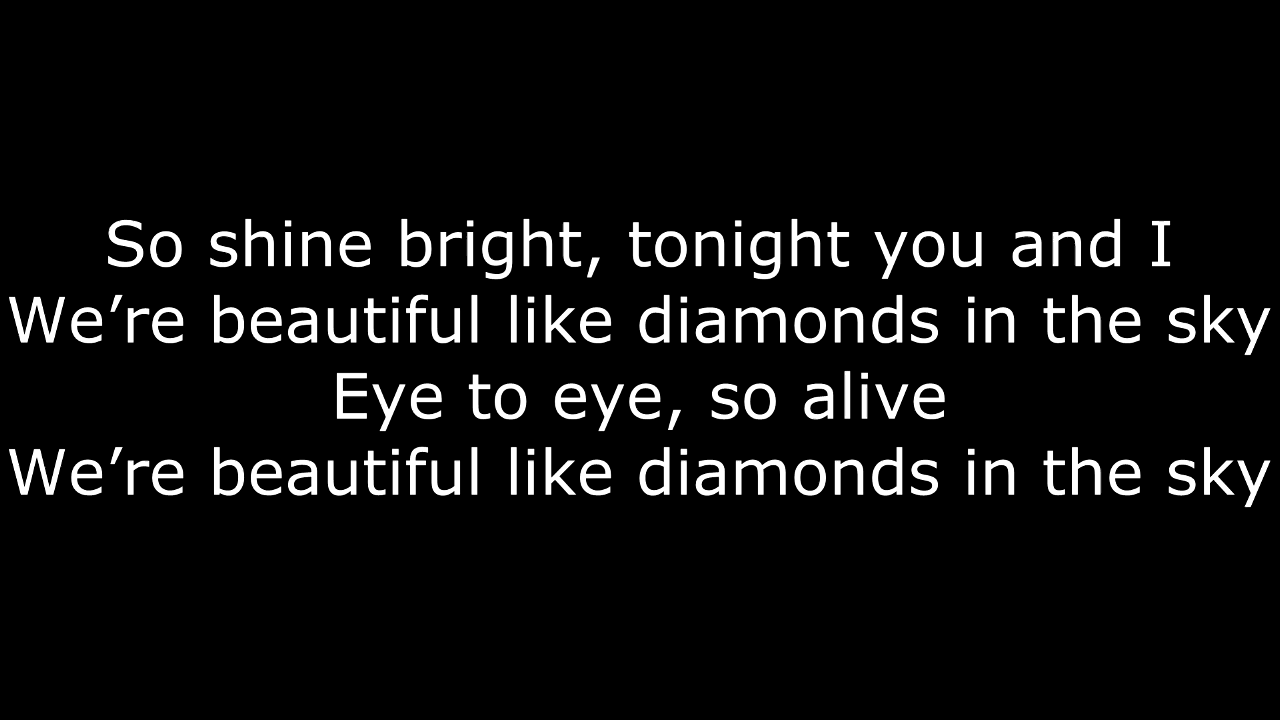 So shine bright, tonight you and I
We’re beautiful like diamonds in the sky
Eye to eye, so alive
We’re beautiful like diamonds in the sky